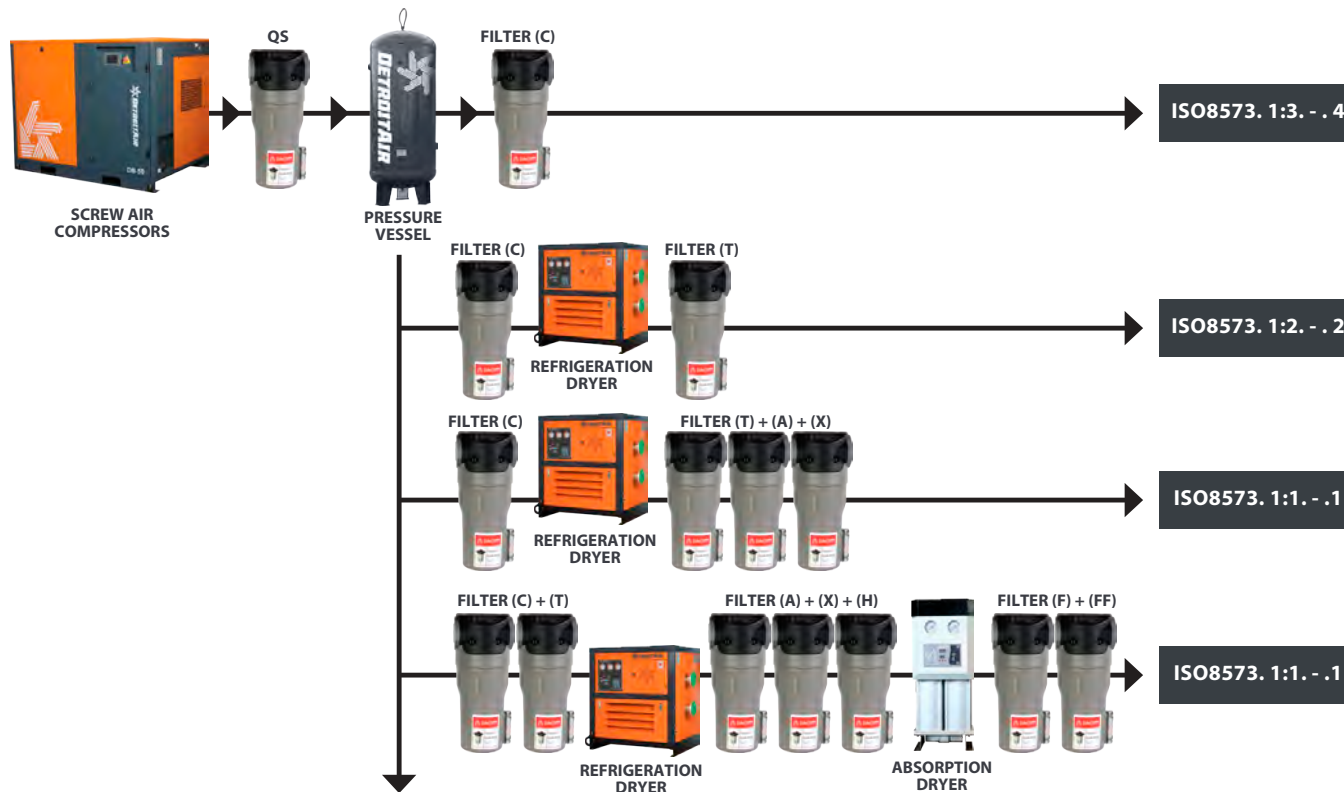 QS
FILTER (C)
DETROITAIR
DETROITAIR
ISO8573. 1:3. - . 4
SCREW AIR
COMPRESSORS
PRESSURE
VESSEL
FILTER (C)
FILTER (T)
ISO8573. 1:2. - . 2
REFRIGERATION
DRYER
FILTER (C)
FILTER (T) + (A) + (X)
ISO8573. 1:1. - .1
REFRIGERATION
DRYER
FILTER (C) + (T)
FILTER (A) + (X) + (H)
FILTER (F) + (FF)
ISO8573. 1:1. - .1
REFRIGERATION
DRYER
ABSORPTION
DRYER